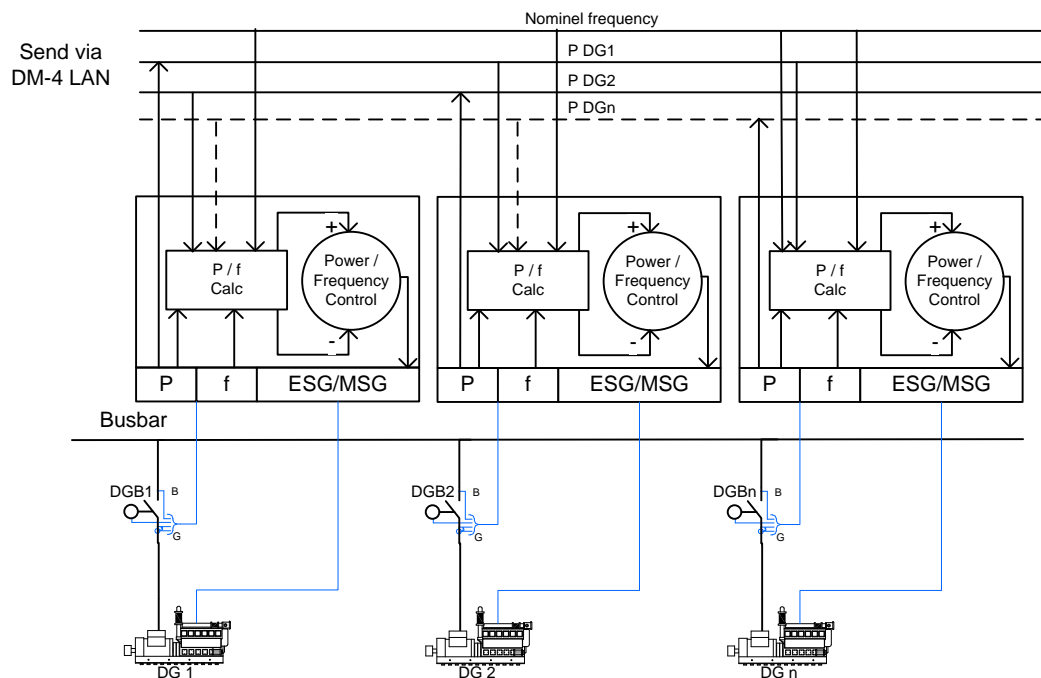 Nominel frequency
Send via
DM-4 LAN
P DG1
P DG2
P DGn
+
P / f
Calc
Power /
Frequency
Control
-
P
f
ESG/MSG
+
P / f
Calc
Power /
Frequency
Control
-
P
f
ESG/MSG
+
P / f
Calc
Power /
Frequency
Control
-
P
f
ESG/MSG
Busbar
DGB1
B
G
DGB2
B
G
DGBn
B
G
DG 1
DG 2
DG n